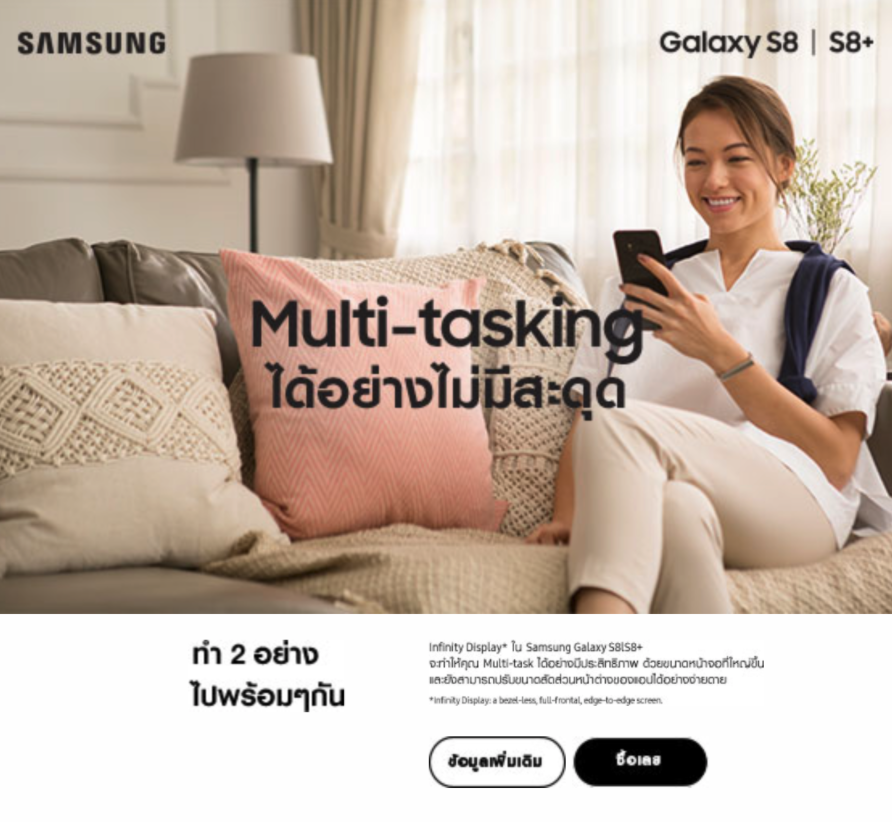 SAMSUNG
Galaxy S8 | S8+
Multi-tasking
ได้อย่างไม่มีสะดุด
ทำ 2 อย่าง
ไปพร้อมๆกัน
Infinity Display* ใน Samsung Galaxy S8|S8+
จะทำให้คุณ Multi-task ได้อย่างมีประสิทธิภาพ ด้วยขนาดหน้าจอที่ใหญ่ขึ้น
และยังสามารถปรับขนาดสัดส่วนหน้าต่างของแอปได้อย่างง่ายดาย
*Infinity Display: a bezel-less, full-frontal, edge-to-edge screen.
ข้อมูลเพิ่มเติม
ซื้อเลย